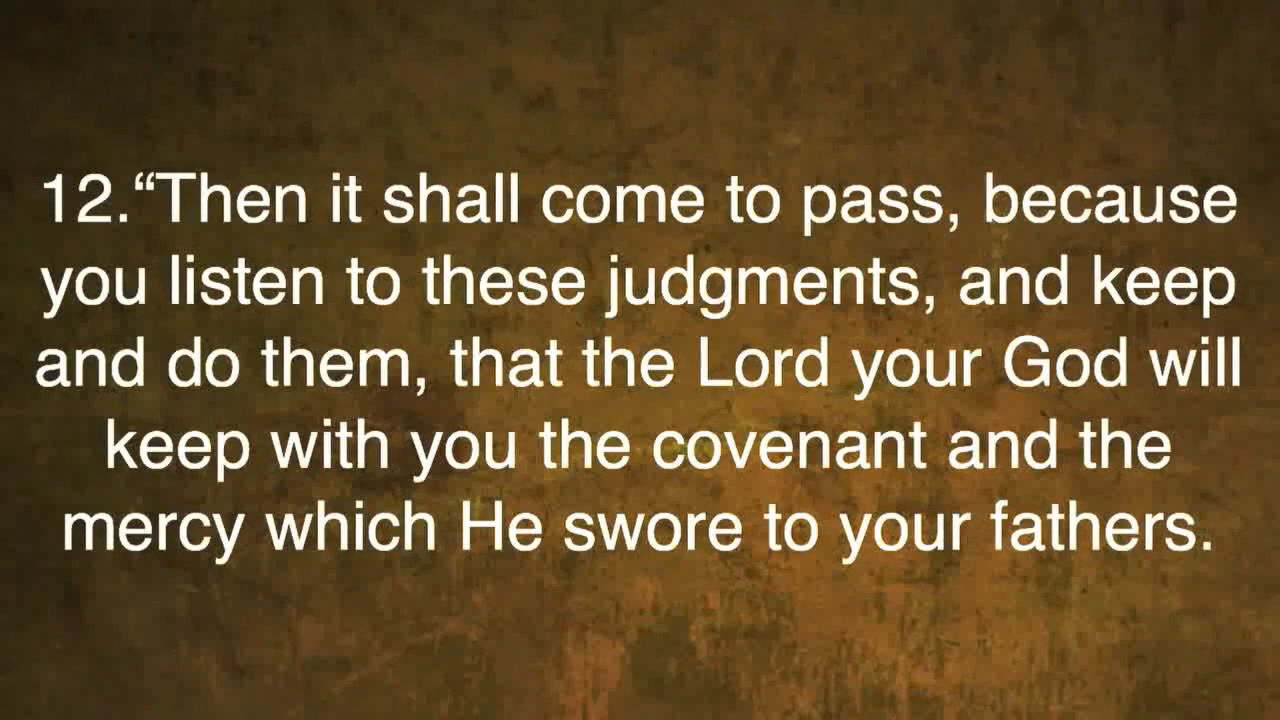 12.“Then it shall come to pass, because
you listen to these judgments, and keep
and do them, that the Lord your God will
keep with you the covenant and the
mercy which He swore to your fathers.